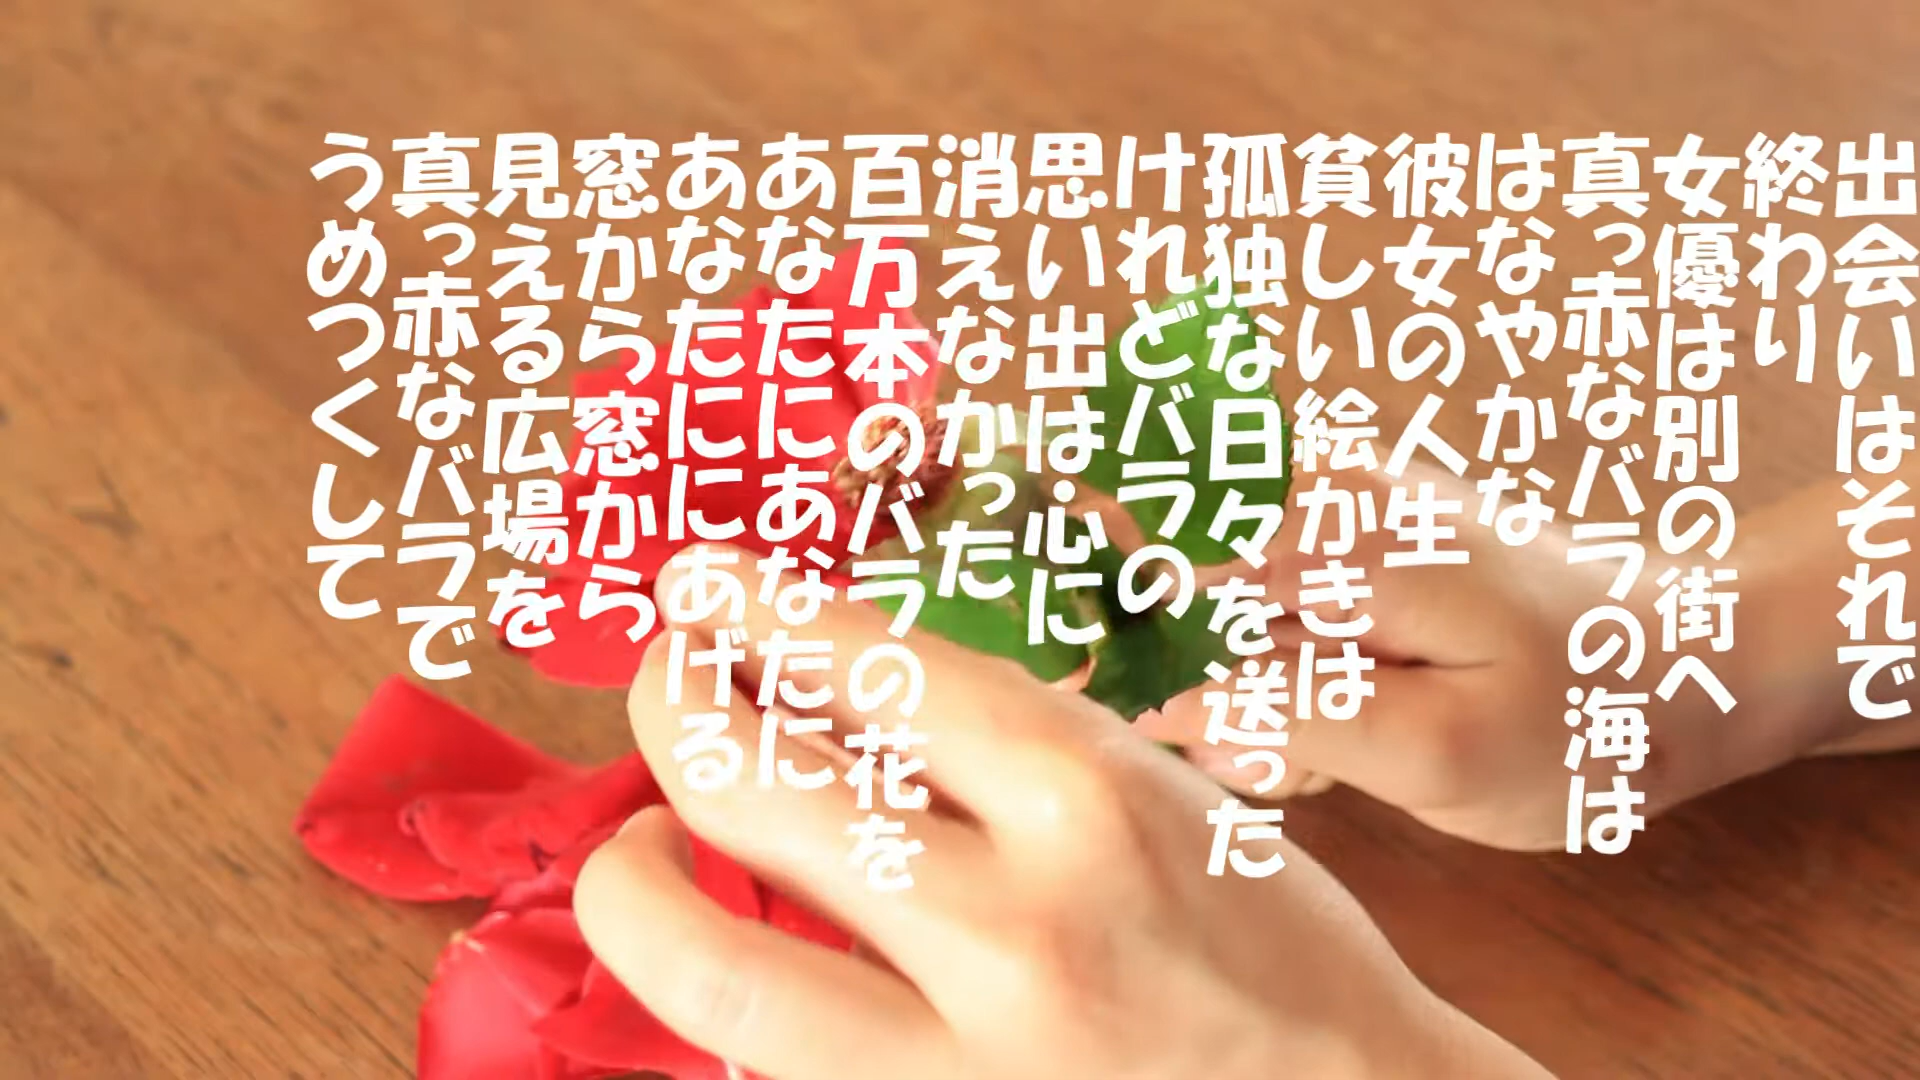 出会いはそれで
終わり
女優は別の街へ
真っ赤なバラの海は
はなやかな
彼女の人生
貧しい絵かきは
孤独な日々を送った
けれどバラの
思い出は心に
消えなかった
百万本のバラの花を
あなたにあなたに
あなたににあげる
窓から窓から
見える広場を
真っ赤なバラで
うめつくして